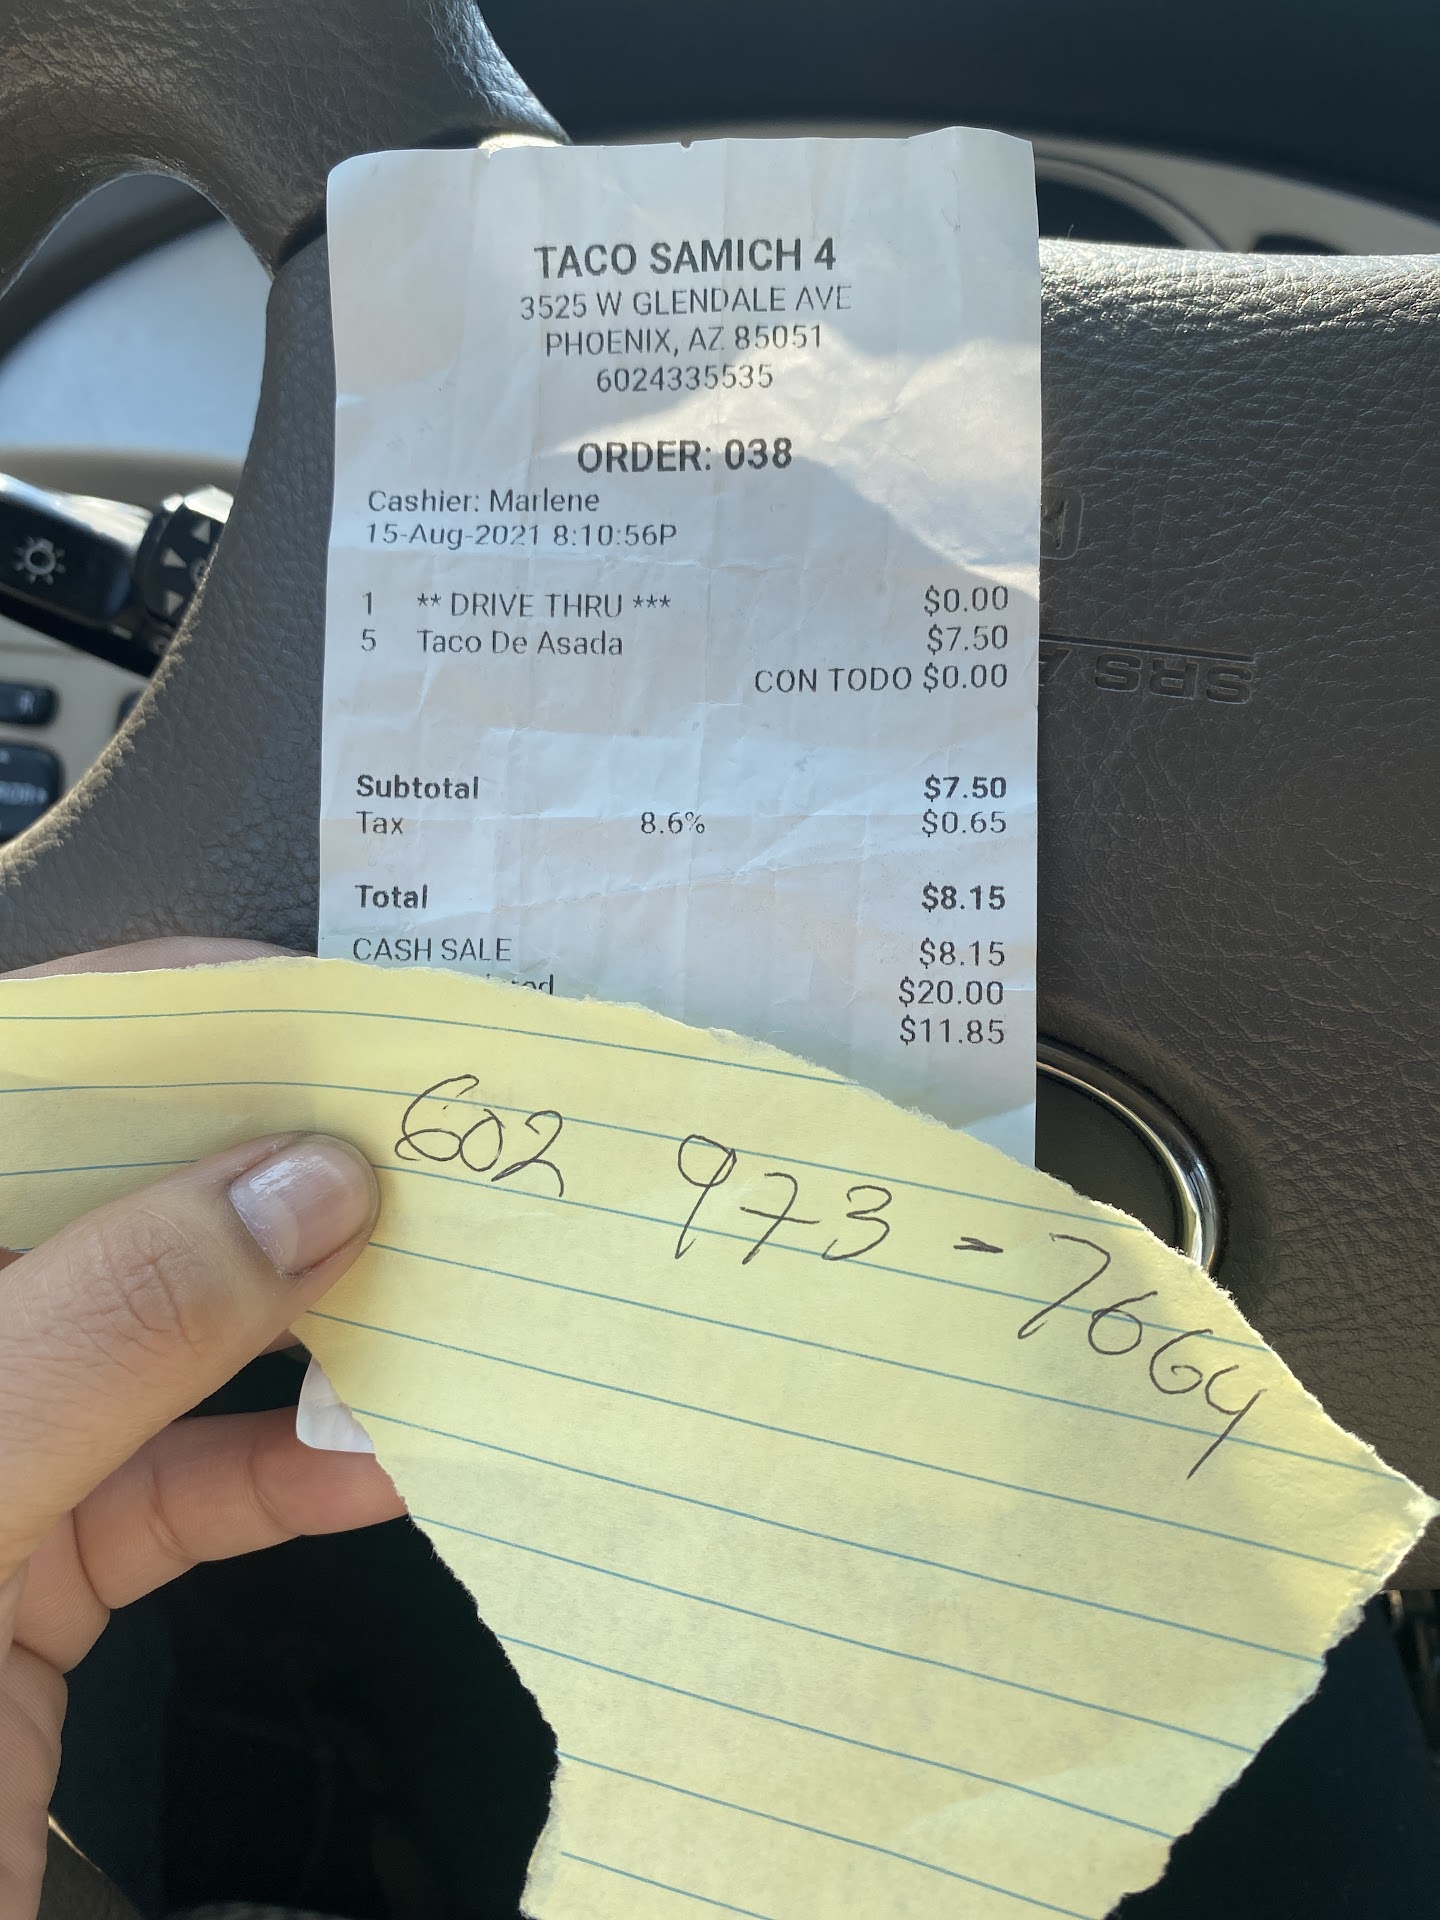 TACO SAMICH 4
3525 W GLENDALE AVE
PHOENIX, AZ 85051
6024335535
ORDER: 038
Cashier: Marlene
15-Aug-2021 8:10:56P
1 ** DRIVE THRU *** $0.00
5 Taco De Asada $7.50
CON TODO $0.00
Subtotal $7.50
Tax 8.6% $0.65
Total $8.15
CASH SALE $8.15
$20.00
$11.85
602 973-7664
SRS